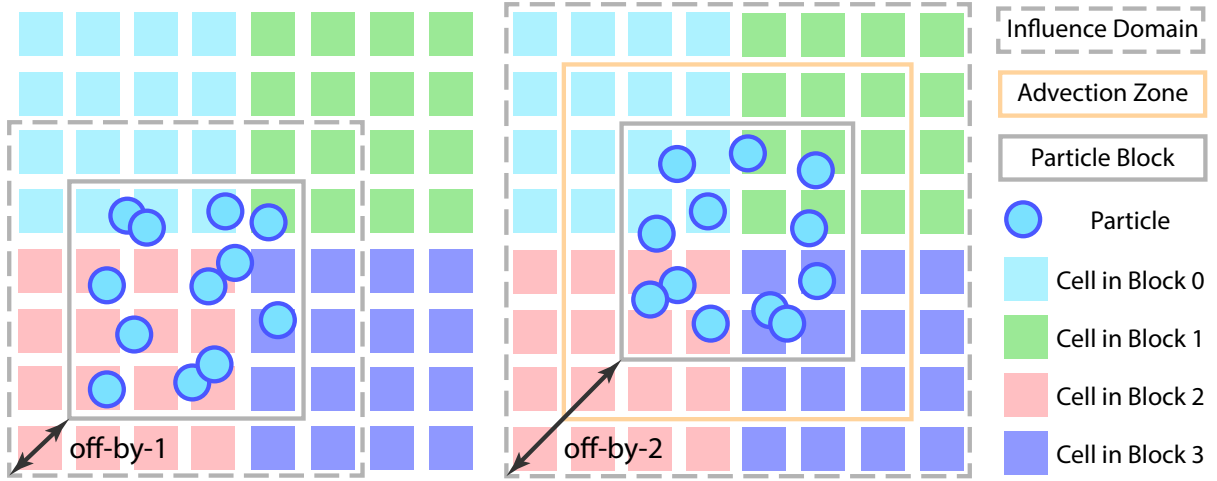 off-by-1
off-by-2
Influence Domain
Advection Zone
Particle Block
Particle
Cell in Block 0
Cell in Block 1
Cell in Block 2
Cell in Block 3